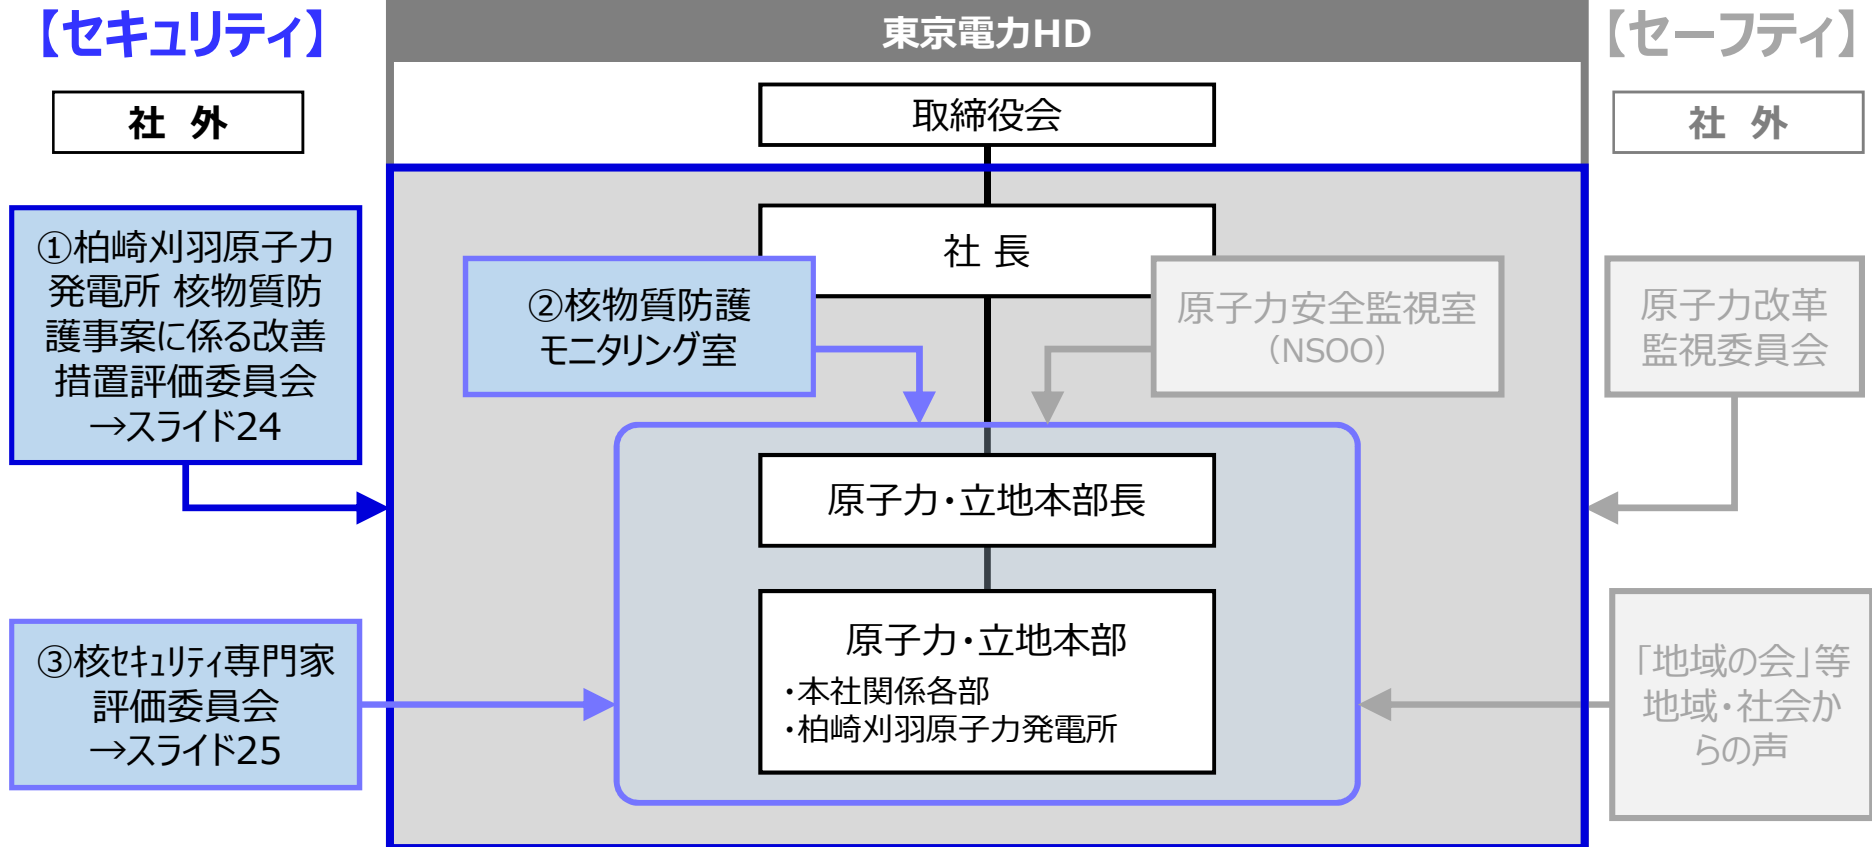 【セキュリティ】
社 外
①柏崎刈羽原子力
発電所 核物質防
護事案に係る改善
措置評価委員会
→スライド24
③核ｾｷｭﾘﾃｨ専門家
評価委員会
→スライド25
東京電力HD
取締役会
社 長
②核物質防護
モニタリング室
原子力安全監視室
（NSOO）
原子力・立地本部長
原子力・立地本部
・本社関係各部
・柏崎刈羽原子力発電所
【セーフティ】
社 外
原子力改革
監視委員会
「地域の会」等
地域・社会か
らの声